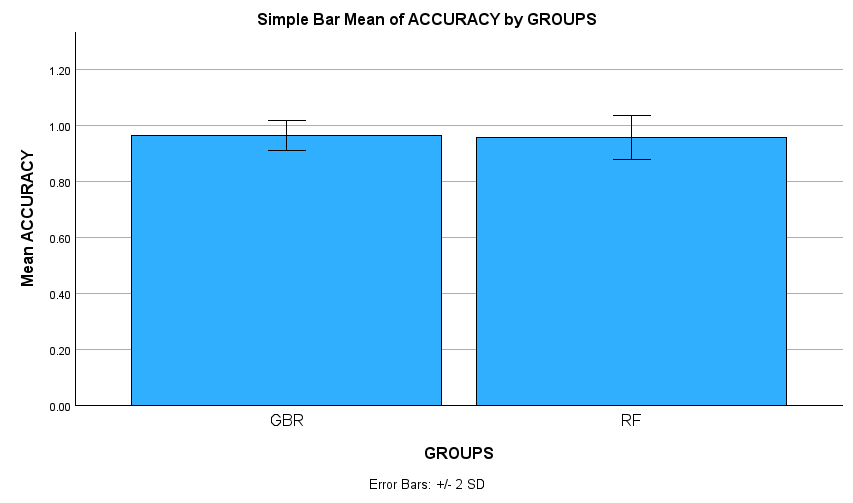 Simple Bar Mean of ACCURACY by GROUPS
Mean ACCURACY
1.20
1.00
0.80
0.60
0.40
0.20
0.00
GBR
RF
GROUPS
Error Bars: +/- 2 SD